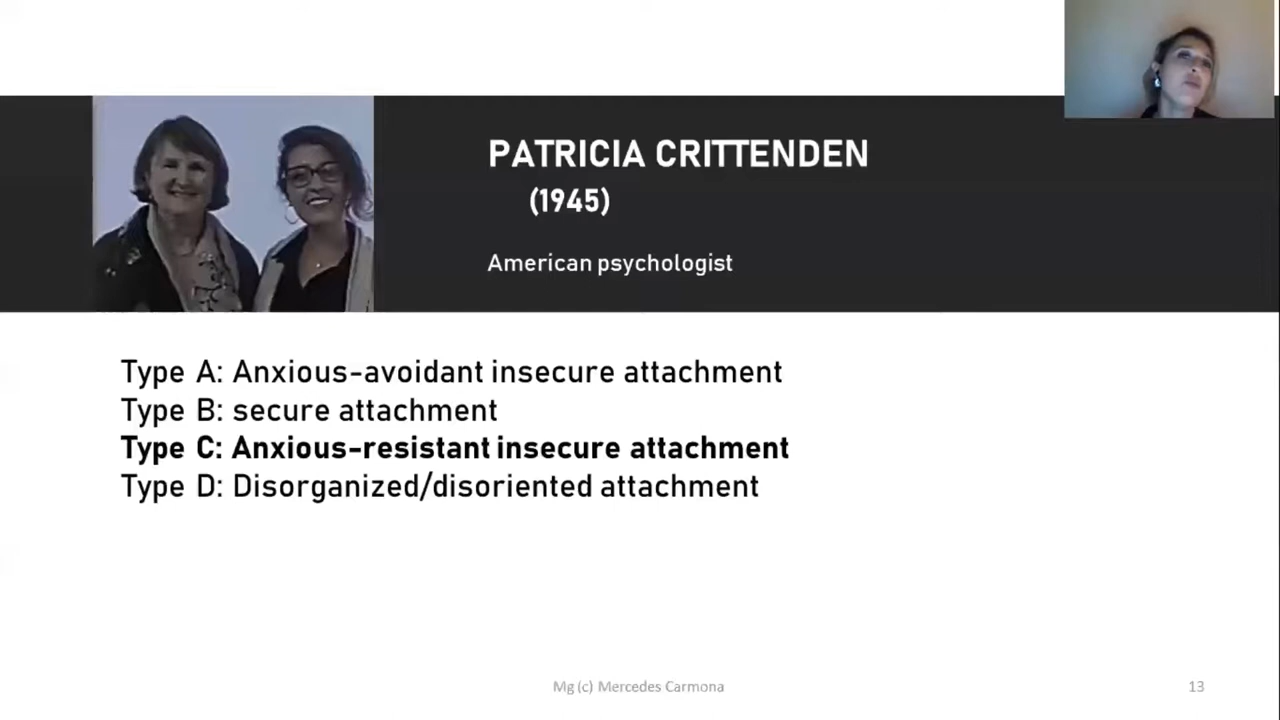 PATRICIA CRITTENDEN
(1945)
American psychologist
Type A: Anxious-avoidant insecure attachment
Type B: secure attachment
Type C: Anxious-resistant insecure attachment
Type D: Disorganized/disoriented attachment
Mg (c) Mercedes Carmona
13